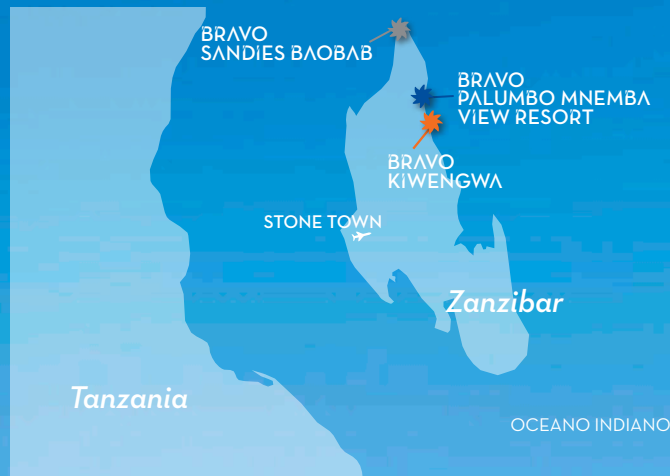 BRAVO
SANDIES BAOBAB
BRAVO
PALUMBO MNEMBA
VIEW RESORT
BRAVO
KIWENGWA
STONE TOWN
Zanzibar
Tanzania
OCEANO INDIANO